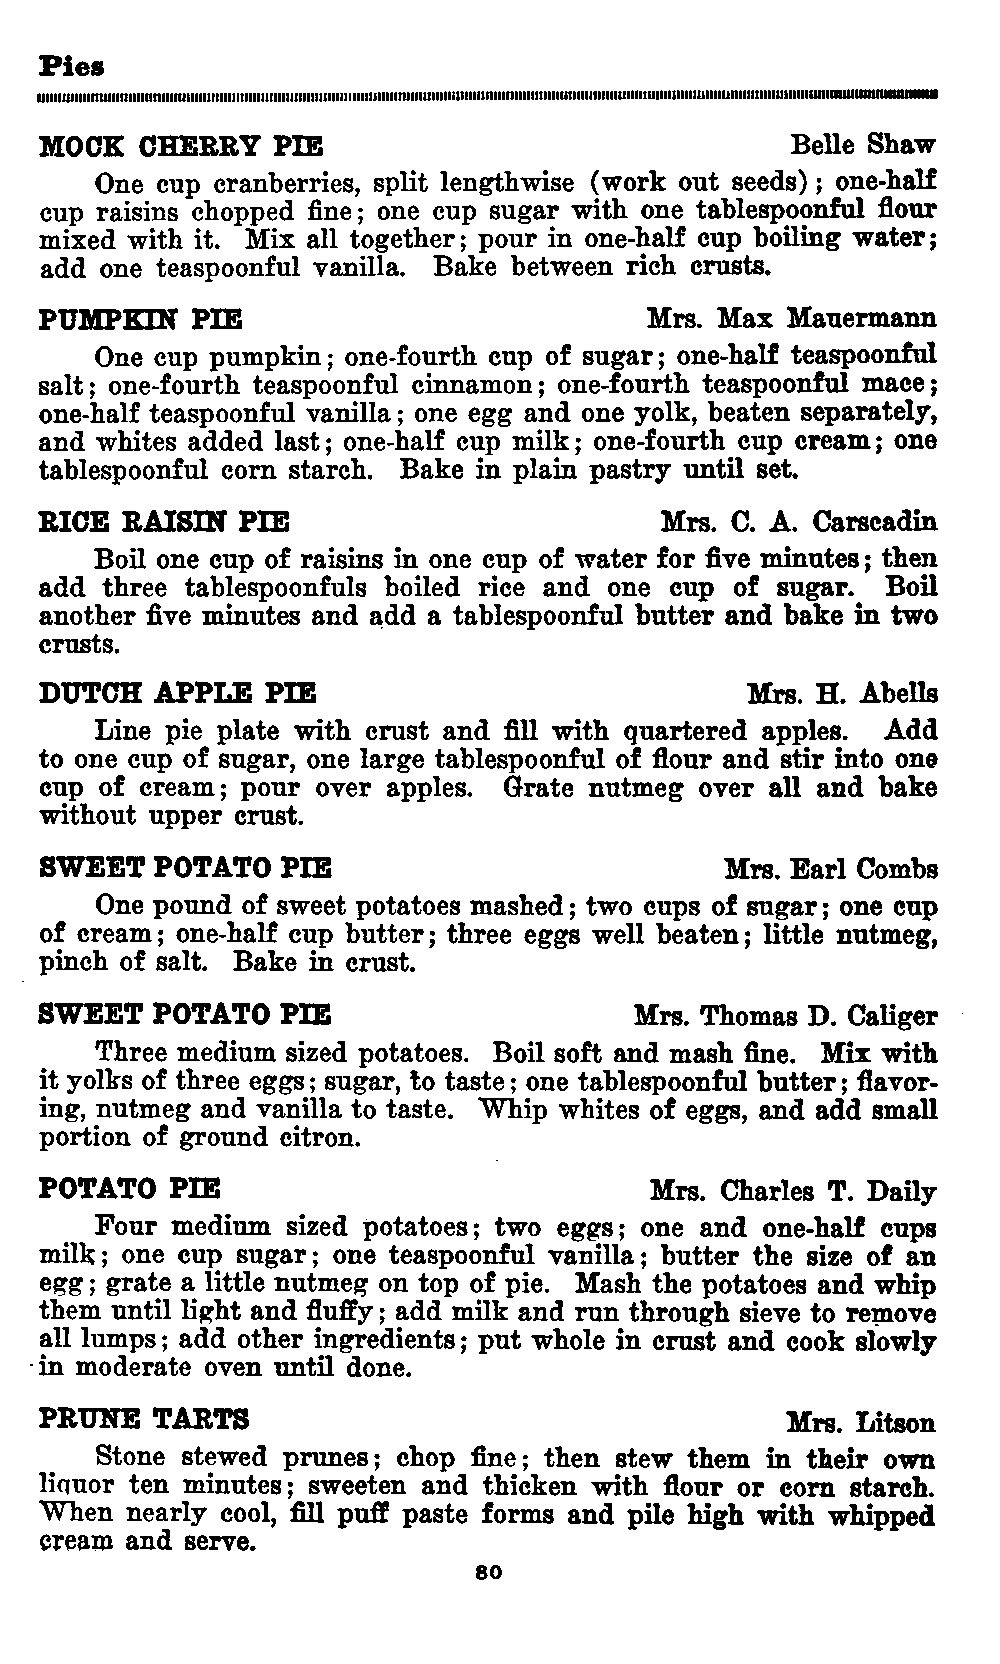 Pies
MOCK CHERRY PIE Belle Shaw
One cup cranberries, split lengthwise (work out seeds); one-half
cup raisins chopped fine; one cup sugar with one tablespoonful flour
mixed with it. Mix all together; pour in one-half cup boiling water;
add one teaspoonful vanilla. Bake between rich crusts.
PUMPKIN PIE Mrs. Max Mauermann
One cup pumpkin; one-fourth cup of sugar; one-half teaspoonful
salt; one-fourth teaspoonful cinnamon; one-fourth teaspoonful mace;
one-half teaspoonful vanilla; one egg and one yolk, beaten separately,
and whites added last; one-half cup milk; one-fourth cup cream; one
tablespoonful corn starch. Bake in plain pastry until set.
RICE RAISIN PIE Mrs. C. A. Carscadin
Boil one cup of raisins in one cup of water for five minutes; then
add three tablespoonfuls boiled rice and one cup of sugar. Boil
another five minutes and add a tablespoonful butter and bake in two
crusts.
DUTCH APPLE PIE Mrs. H. Abells
Line pie plate with crust and fill with quartered apples. Add
to one cup of sugar, one large tablespoonful of flour and stir into one
cup of cream; pour over apples. Grate nutmeg over all and bake
without upper crust.
SWEET POTATO PIE Mrs. Earl Combs
One pound of sweet potatoes mashed; two cups of sugar; one cup
of cream; one-half cup butter; three eggs well beaten; little nutmeg,
pinch of salt. Bake in crust.
SWEET POTATO PIE Mrs. Thomas D. Caliger
Three medium sized potatoes. Boil soft and mash fine. Mix with
it yolks of three eggs; sugar, to taste; one tablespoonful butter; flavor-
ing, nutmeg and vanilla to taste. Whip whites of eggs, and add small
portion of ground citron.
POTATO PIE Mrs. Charles T. Daily
Four medium sized potatoes; two eggs; one and one-half cups
milk; one cup sugar; one teaspoonful vanilla; butter the size of an
egg; grate a little nutmeg on top of pie. Mash the potatoes and whip
them until light and fluffy; add milk and run through sieve to remove
all lumps; add other ingredients; put whole in crust and cook slowly
in moderate oven until done.
PRUNE TARTS Mrs. Litson
Stone stewed prunes; chop fine; then stew them in their own
liquor ten minutes; sweeten and thicken with flour or corn starch.
When nearly cool, fill puff paste forms and pile high with whipped
cream and serve.
80